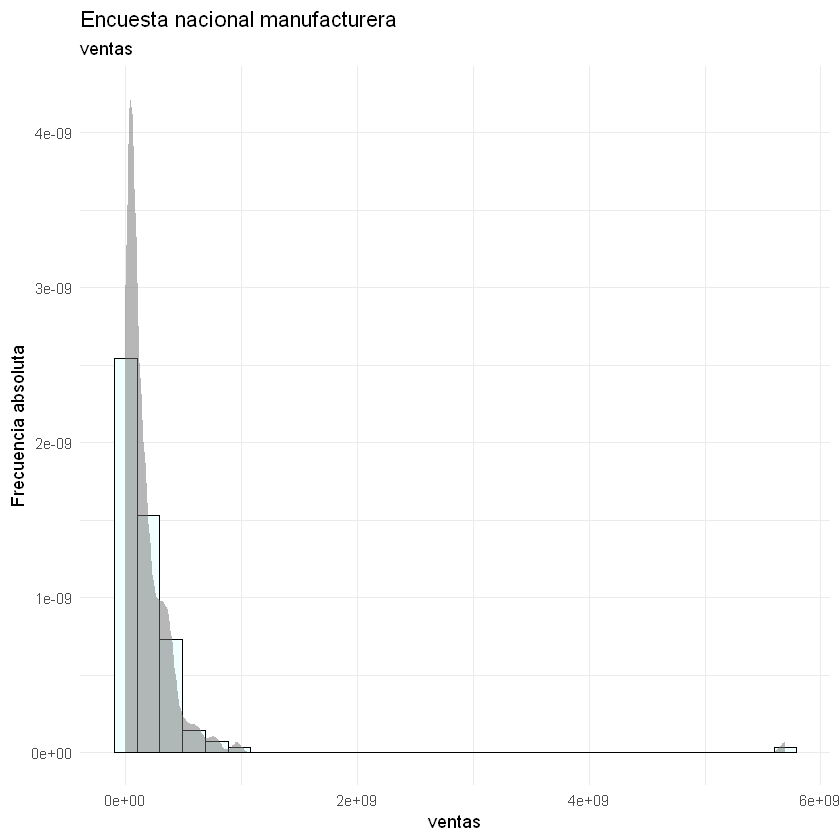 Encuesta nacional manufacturera
ventas
Frecuencia absoluta
4e-09
3e-09
2e-09
1e-09
0e+00
0e+00 2e+09 4e+09 6e+09
ventas